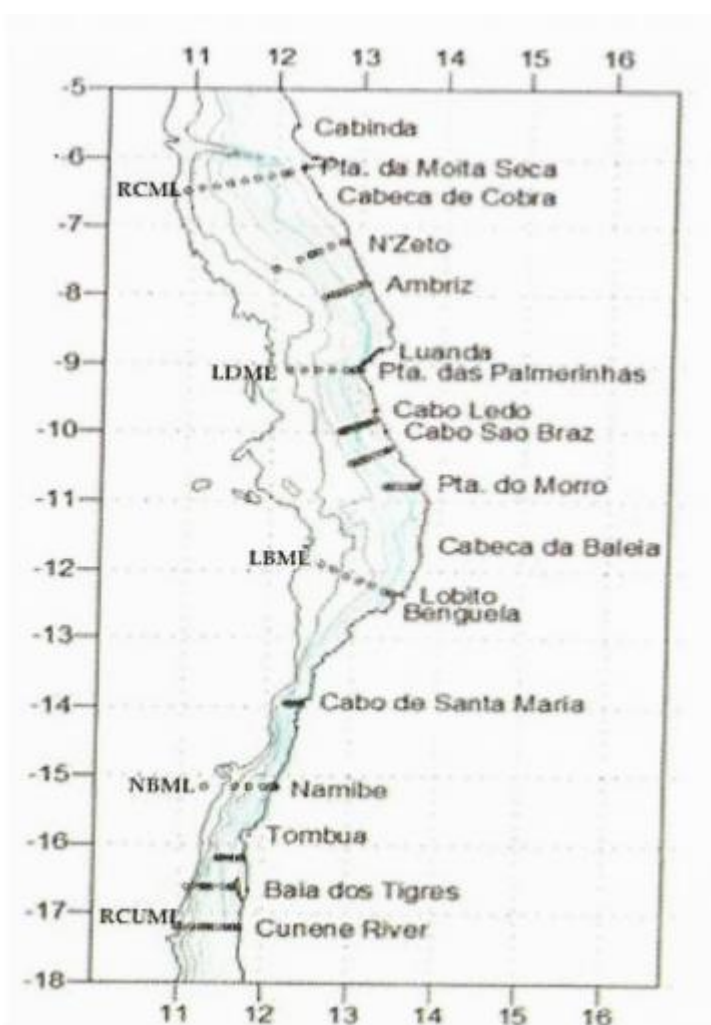 11 12 13 14 15 16
-5
Cabinda
-6
Pta. da Moita Seca
RCML
Cabeca de Cobra
-7
N'Zeto
-8
Ambriz
-9
Luanda
LDML
Pta. das Palmerinhas
Cabo Ledo
-10
Cabo Sao Braz
-11
Pta. do Morro
LBML
Cabeca da Baleia
-12
Lobito
Benguela
-13
-14
Cabo de Santa Maria
-15
NBML
Namibe
-16
Tombua
Baia dos Tigres
-17
RCUML
Cunene River
-18
11 12 13 14 15 16